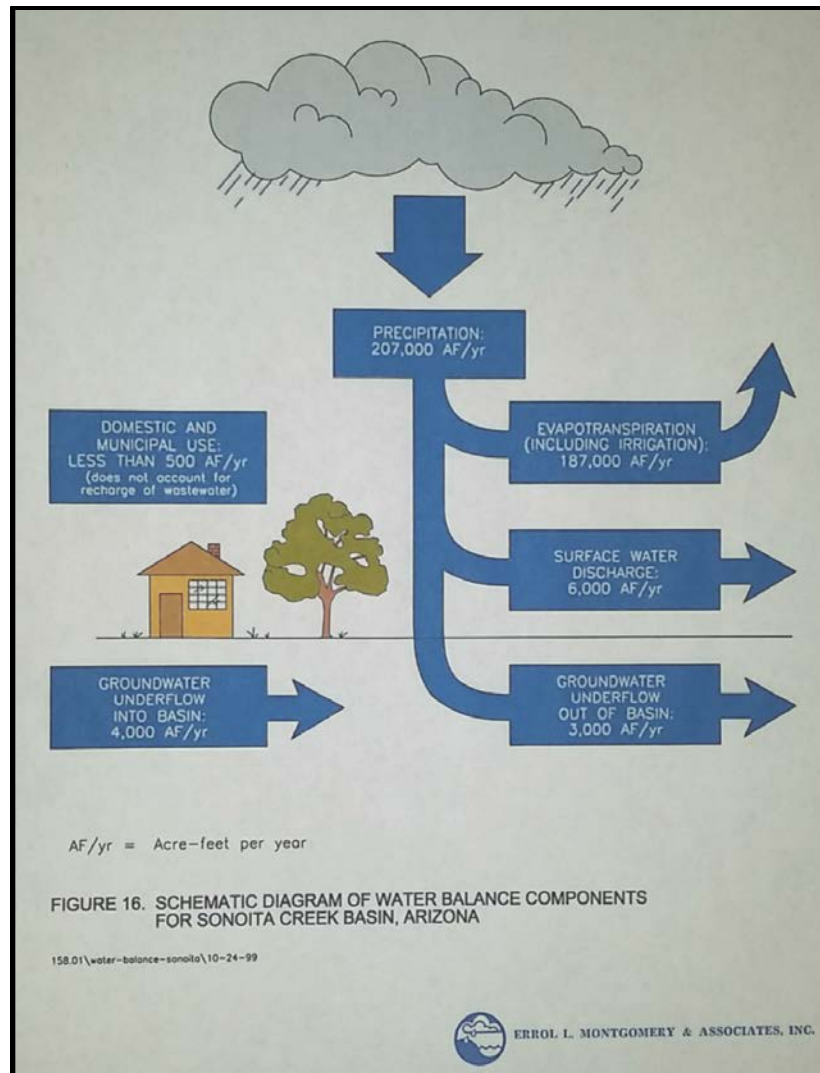 PRECIPITATION:
207,000 AF/yr
DOMESTIC AND
MUNICIPAL USE:
LESS THAN 500 AF/yr
(does not account for
recharge of wastewater)
EVAPOTRANSPIRATION
(INCLUDING IRRIGATION):
187,000 AF/yr
SURFACE WATER
DISCHARGE:
6,000 AF/yr
GROUNDWATER
UNDERFLOW
INTO BASIN:
4,000 AF/yr
GROUNDWATER
UNDERFLOW
OUT OF BASIN:
3,000 AF/yr
AF/yr = Acre-feet per year
FIGURE 16. SCHEMATIC DIAGRAM OF WATER BALANCE COMPONENTS
FOR SONOITA CREEK BASIN, ARIZONA
158.01\water-balance-sonoita\10-24-99
ERROL L. MONTGOMERY & ASSOCIATES, INC.